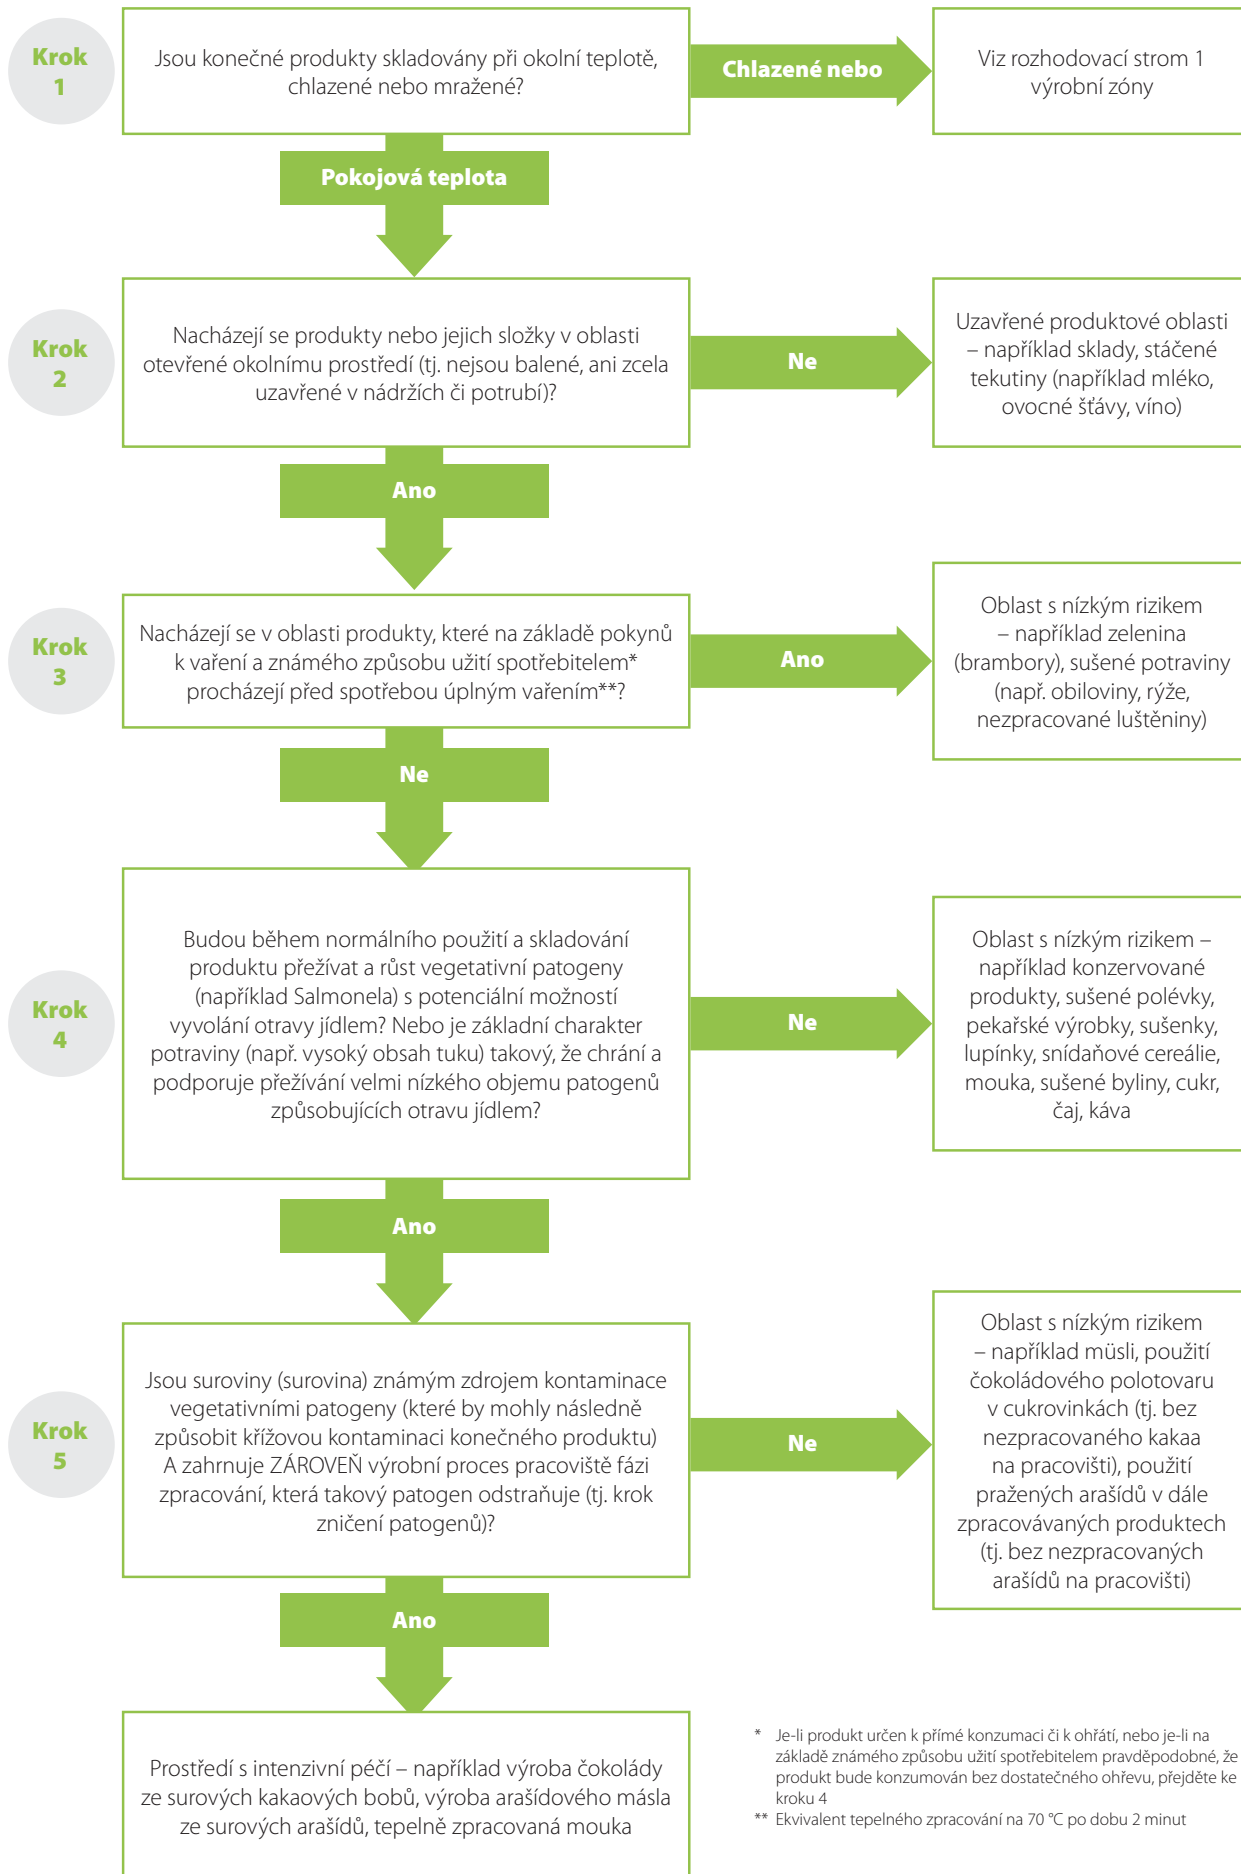 Krok
1
Jsou konečné produkty skladovány při okolní teplotě,
chlazené nebo mražené?
Chlazené nebo
Viz rozhodovací strom 1
výrobní zóny
Pokojová teplota
Krok
2
Nacházejí se produkty nebo jejich složky v oblasti
otevřené okolnímu prostředí (tj. nejsou balené, ani zcela
uzavřené v nádržích či potrubí)?
Ne
Uzavřené produktové oblasti
– například sklady, stáčené
tekutiny (například mléko,
ovocné šťávy, víno)
Ano
Krok
3
Nacházejí se v oblasti produkty, které na základě pokynů
k vaření a známého způsobu užití spotřebitelem*
procházejí před spotřebou úplným vařením**?
Ano
Oblast s nízkým rizikem
– například zelenina
(brambory), sušené potraviny
(např. obiloviny, rýže,
nezpracované luštěniny)
Ne
Krok
4
Budou během normálního použití a skladování
produktu přežívat a růst vegetativní patogeny
(například Salmonela) s potenciální možností
vyvolání otravy jídlem? Nebo je základní charakter
potraviny (např. vysoký obsah tuku) takový, že chrání a
podporuje přežívání velmi nízkého objemu patogenů
způsobujících otravu jídlem?
Ne
Oblast s nízkým rizikem –
například konzervované
produkty, sušené polévky,
pekařské výrobky, sušenky,
lupínky, snídaňové cereálie,
mouka, sušené byliny, cukr,
čaj, káva
Ano
Krok
5
Jsou suroviny (surovina) známým zdrojem kontaminace
vegetativními patogeny (které by mohly následně
způsobit křížovou kontaminaci konečného produktu)
A zahrnuje ZÁROVEŇ výrobní proces pracoviště fázi
zpracování, která takový patogen odstraňuje (tj. krok
zničení patogenů)?
Ne
Oblast s nízkým rizikem
– například müsli, použití
čokoládového polotovaru
v cukrovinkách (tj. bez
nezpracovaného kakaa
na pracovišti), použití
pražených arašídů v dále
zpracovávaných produktech
(tj. bez nezpracovaných
arašídů na pracovišti)
Ano
Prostředí s intenzivní péčí – například výroba čokolády
ze surových kakaových bobů, výroba arašídového másla
ze surových arašídů, tepelně zpracovaná mouka
* Je-li produkt určen k přímé konzumaci či k ohřátí, nebo je-li na
základě známého způsobu užití spotřebitelem pravděpodobné, že
produkt bude konzumován bez dostatečného ohřevu, přejděte ke
kroku 4
** Ekvivalent tepelného zpracování na 70 °C po dobu 2 minut